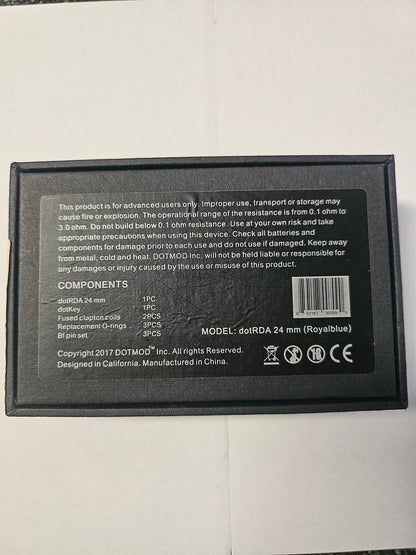 This product is for advanced users only. Improper use, transport or storage may
cause fire or explosion. The operational range of the resistance is from 0.1 ohm to
3.0 ohm. Do not build below 0.1 ohm resistance. Use at your own risk and take
appropriate precautions when using this device. Check all batteries and
components for damage prior to each use and do not use if damaged. Keep away
from metal, cold and heat. DOTMOD Inc. will not be held liable or responsible for
any damages or injury caused by the use or misuse of this product.
COMPONENTS
dotRDA 24 mm 1PC
dotKey 1PC
Fused clapton coils 2PCS
Replacement O-rings 3PCS
Bf pin set 3PCS
MODEL: dotRDA 24 mm (Royalblue)
Copyright 2017 DOTMOD™ Inc. All rights Reserved.
Designed in California. Manufactured in China.
18
CE